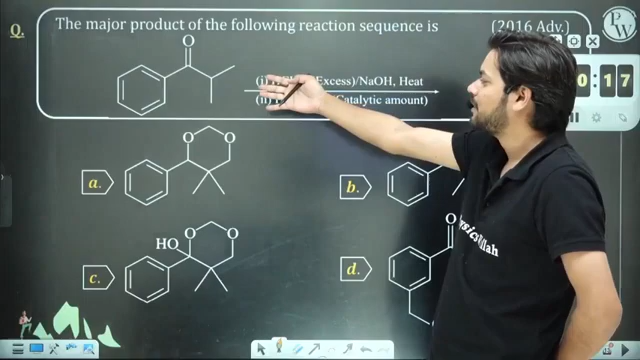 Q. The major product of the following reaction sequence is (2016 Adv.)
PW
0:17
O
(i) Excess)/NaOH, Heat
(ii) (Catalytic amount)
a. O O
b.
HO O O
c.
O
d.